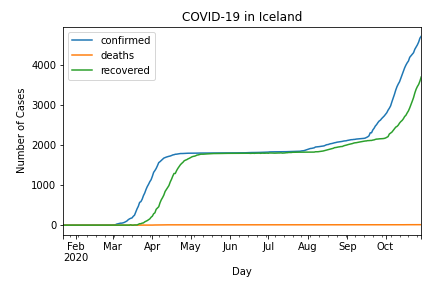 COVID-19 in Iceland
confirmed
deaths
recovered
Number of Cases
4000
3000
2000
1000
0
Feb Mar Apr May Jun Jul Aug Sep Oct
2020
Day